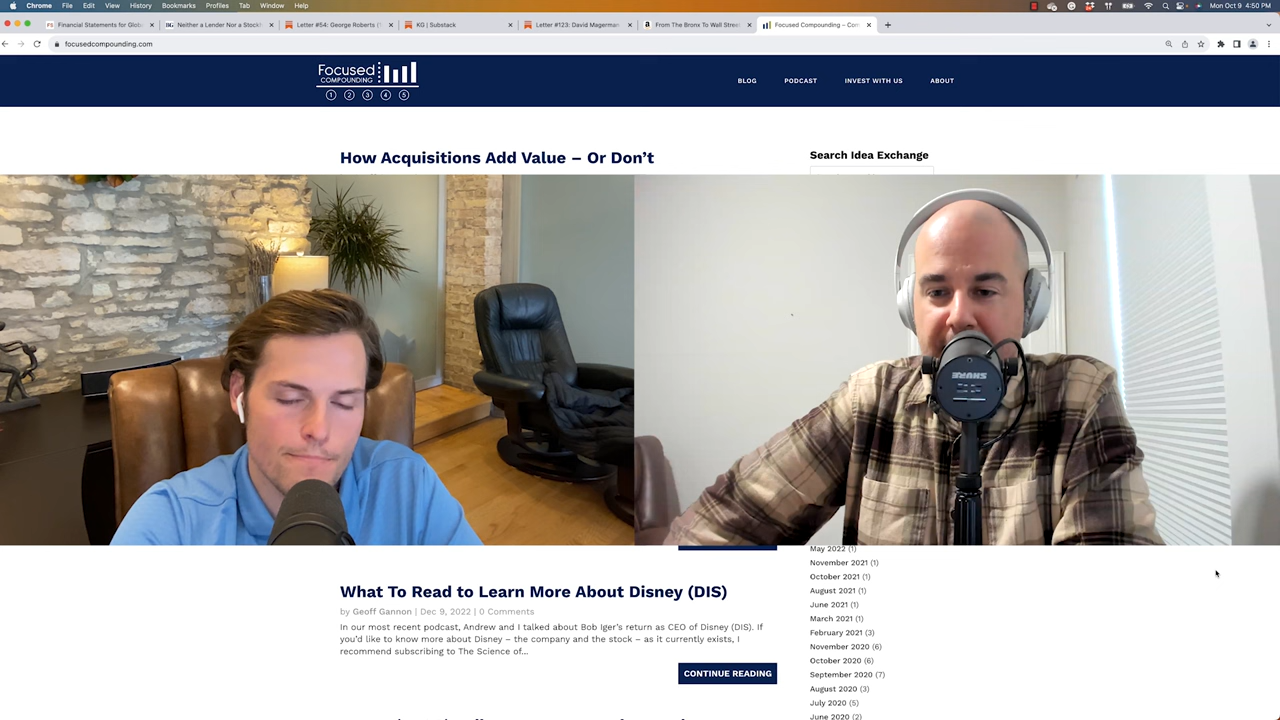 Chrome File Edit View History Bookmarks Profiles Tab Window Help
Mon Oct 9 4:50 PM
Financial Statements for Glob
Neither a Lender Nor a Stockh
Letter #54: George Roberts (
KG | Substack
Letter #123: David Magerman
From The Bronx To Wall Stree
Focused Compounding – Com
focusedcompounding.com
Focused
COMPOUNDING
1 2 3 4 5
BLOG
PODCAST
INVEST WITH US
ABOUT
How Acquisitions Add Value – Or Don’t
Search Idea Exchange
SHURE
May 2022 (1)
November 2021 (1)
October 2021 (1)
August 2021 (1)
June 2021 (1)
March 2021 (1)
February 2021 (3)
November 2020 (6)
October 2020 (6)
September 2020 (7)
August 2020 (3)
July 2020 (5)
June 2020 (2)
What To Read to Learn More About Disney (DIS)
by Geoff Gannon | Dec 9, 2022 | 0 Comments
In our most recent podcast, Andrew and I talked about Bob Iger’s return as CEO of Disney (DIS). If
you’d like to know more about Disney – the company and the stock – as it currently exists, I
recommend subscribing to The Science of...
CONTINUE READING